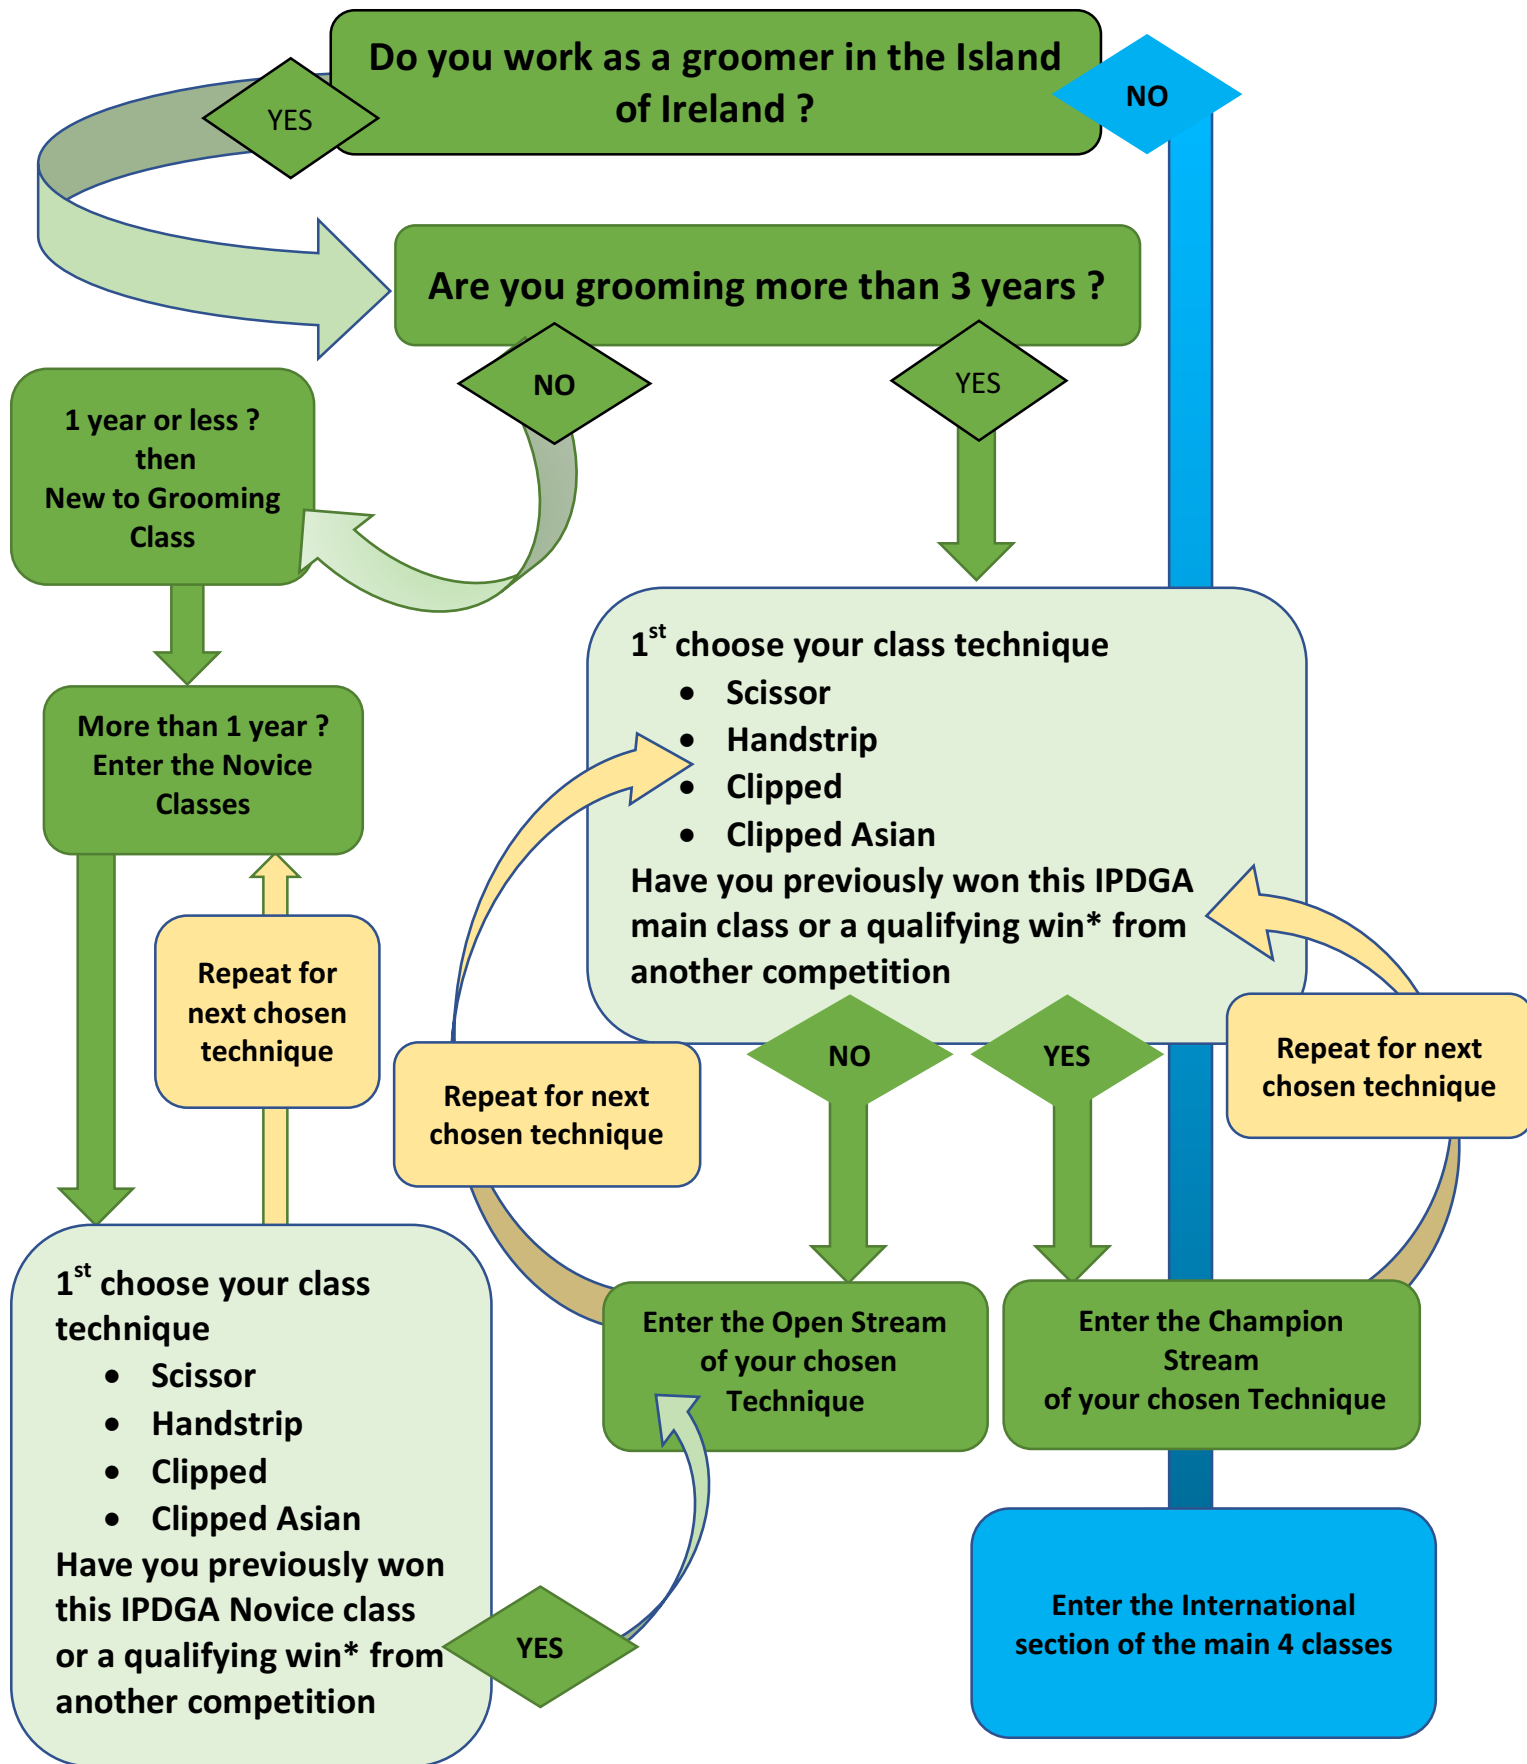 Do you work as a groomer in the Island
of Ireland ?
YES
NO
Are you grooming more than 3 years ?
NO
YES
1 year or less ?
then
New to Grooming
Class
More than 1 year ?
Enter the Novice
Classes
Repeat for
next chosen
technique
1st choose your class
technique
• Scissor
• Handstrip
• Clipped
• Clipped Asian
Have you previously won
this IPDGA Novice class
or a qualifying win* from
another competition
YES
1st choose your class technique
• Scissor
• Handstrip
• Clipped
• Clipped Asian
Have you previously won this IPDGA
main class or a qualifying win* from
another competition
NO
YES
Repeat for next
chosen technique
Repeat for next
chosen technique
Enter the Open Stream
of your chosen
Technique
Enter the Champion
Stream
of your chosen Technique
Enter the International
section of the main 4 classes